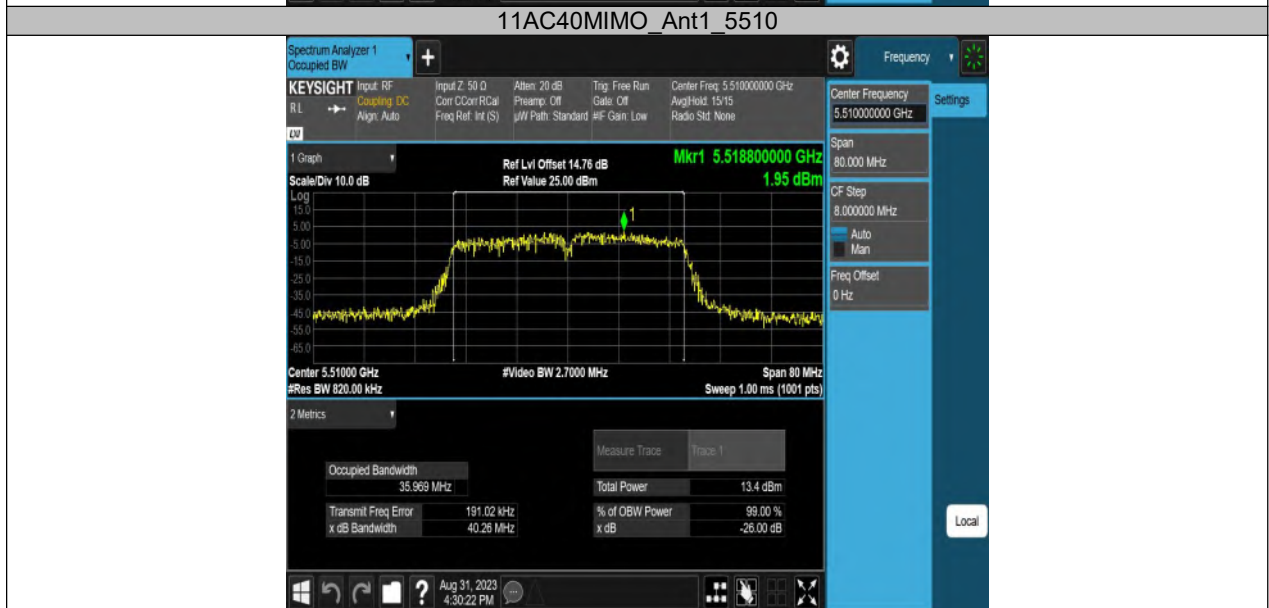 11AC40MIMO_Ant1_5510
Spectrum Analyzer 1
Occupied BW
+
Frequency
KEYSIGHT
RL
LXI
Input: RF
Coupling: DC
Align: Auto
Input Z: 50 Ω
Corr CCorr RCal
Freq Ref: Int (S)
Atten: 20 dB
Preamp: Off
µW Path: Standard
Trig: Free Run
Gate: Off
#IF Gain: Low
Center Freq: 5.510000000 GHz
Avg|Hold: 15/15
Radio Std: None
Center Frequency
5.510000000 GHz
Settings
Span
80.000 MHz
CF Step
8.000000 MHz
Auto
Man
Freq Offset
0 Hz
Local
1 Graph
Scale/Div 10.0 dB
Ref Lvl Offset 14.76 dB
Ref Value 25.00 dBm
Mkr1 5.518800000 GHz
1.95 dBm
Log
15.0
5.00
-5.00
-15.0
-25.0
-35.0
-45.0
-55.0
-65.0
1
Center 5.51000 GHz
#Video BW 2.7000 MHz
Span 80 MHz
#Res BW 820.00 kHz
Sweep 1.00 ms (1001 pts)
2 Metrics
Measure Trace Trace 1
Occupied Bandwidth
35.969 MHz
Total Power 13.4 dBm
Transmit Freq Error 191.02 kHz
% of OBW Power 99.00 %
x dB Bandwidth 40.26 MHz
x dB -26.00 dB
?
Aug 31, 2023
4:30:22 PM